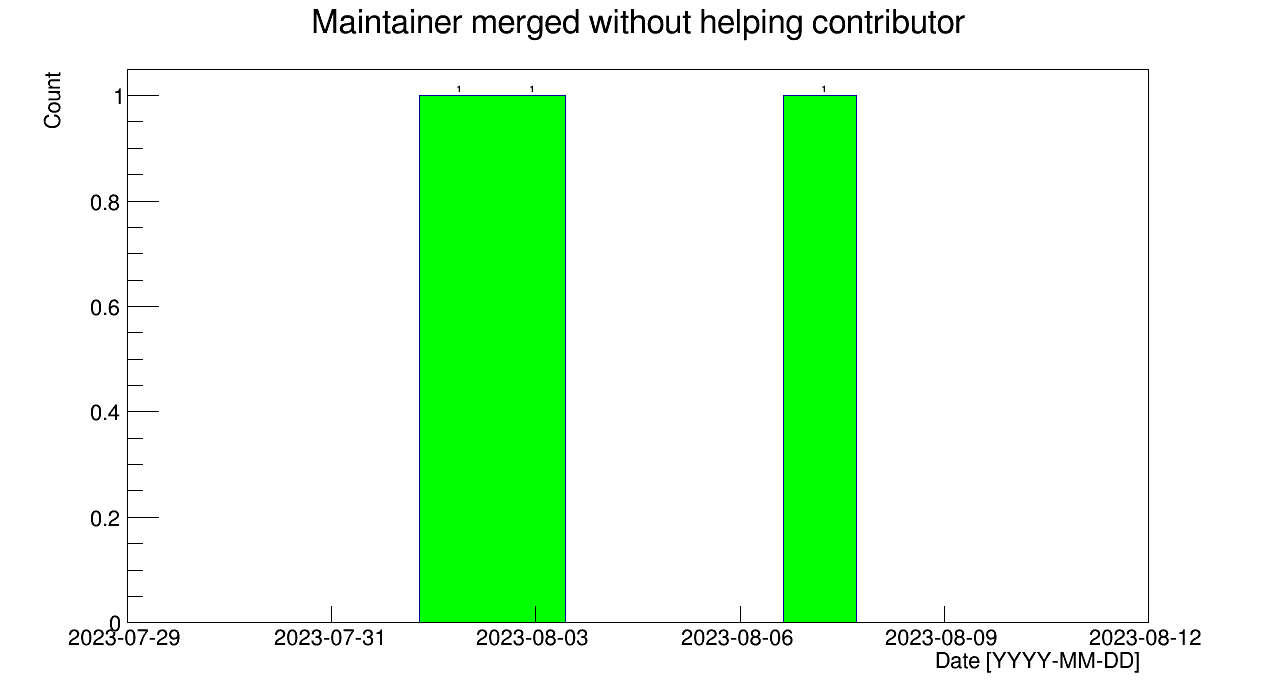 Maintainer merged without helping contributor
Count
1 1 1
1
0.8
0.6
0.4
0.2
0
2023-07-29 2023-07-31 2023-08-03 2023-08-06 2023-08-09 2023-08-12
Date [YYYY-MM-DD]